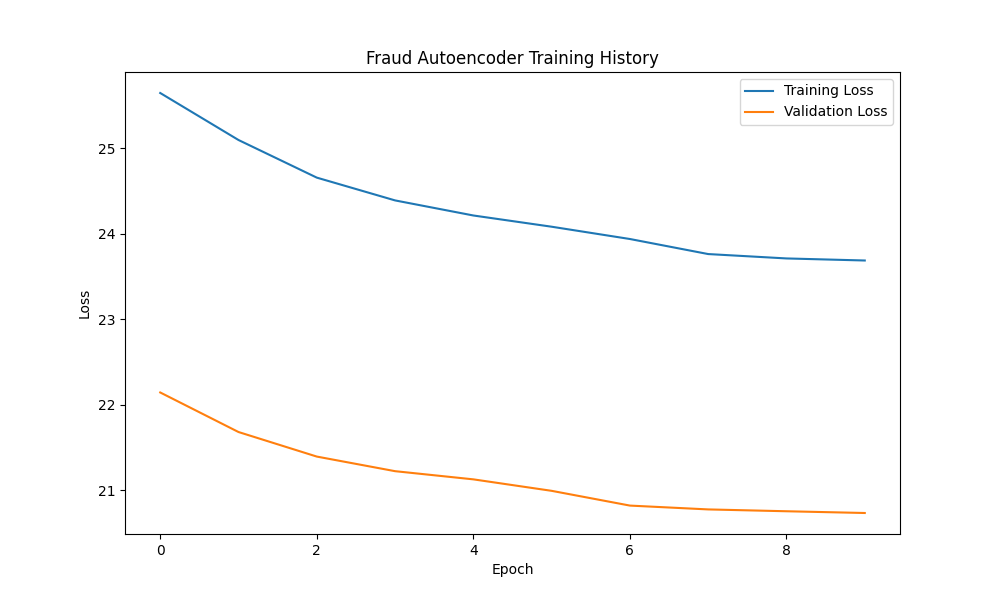 Fraud Autoencoder Training History
Training Loss
Validation Loss
25
24
23
22
21
Loss
0 2 4 6 8
Epoch